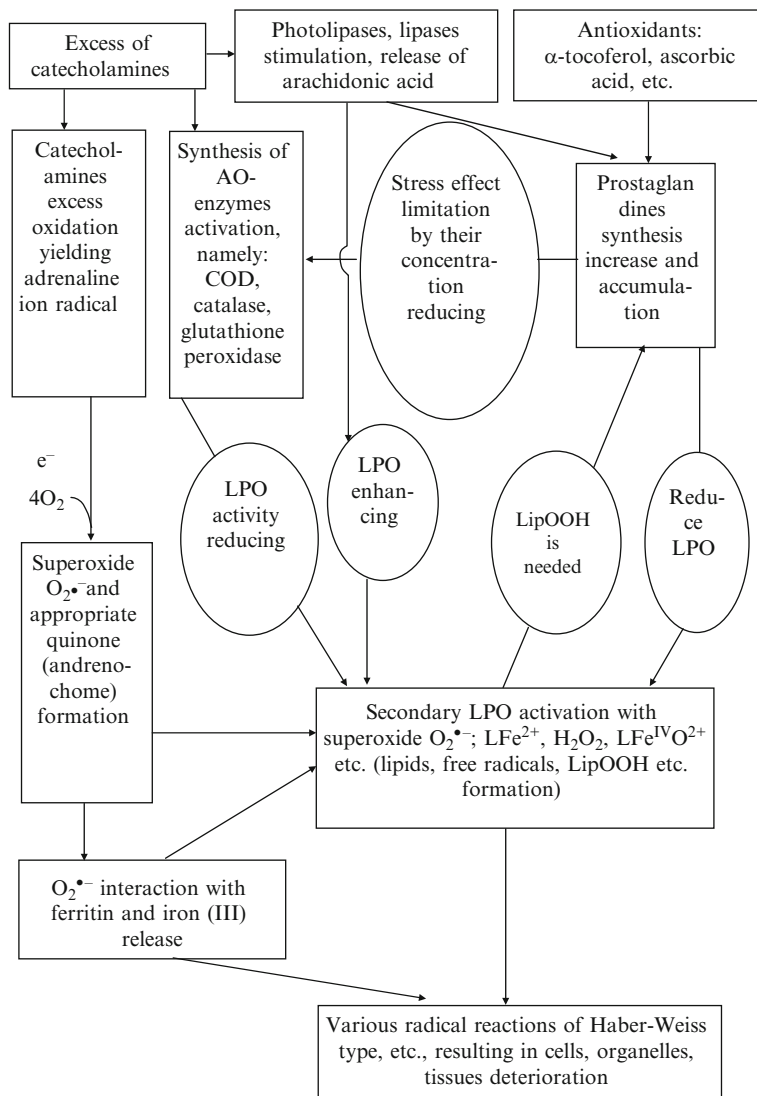 Excess of
catecholamines
Photolipases, lipases
stimulation, release of
arachidonic acid
Antioxidants:
α-tocoferol, ascorbic
acid, etc.
Catechol-
amines
excess
oxidation
yielding
adrenaline
ion radical
Synthesis of
AO-
enzymes
activation,
namely:
COD,
catalase,
glutathione
peroxidase
Stress effect
limitation
by their
concentra-
tion
reducing
Prostaglan
dines
synthesis
increase and
accumula-
tion
e⁻
4O₂
LPO
activity
reducing
LPO
enhan-
cing
LipOOH
is
needed
Redu-
ce
LPO
Superoxide
O₂•⁻and
appropriate
quinone
(andreno-
chome)
formation
Secondary LPO activation with
superoxide O₂•⁻; LFe²⁺, H₂O₂, LFeᴵⱽO²⁺
etc. (lipids, free radicals, LipOOH etc.
formation)
O₂•⁻ interaction with
ferritin and iron (III)
release
Various radical reactions of Haber-Weiss
type, etc., resulting in cells, organelles,
tissues deterioration